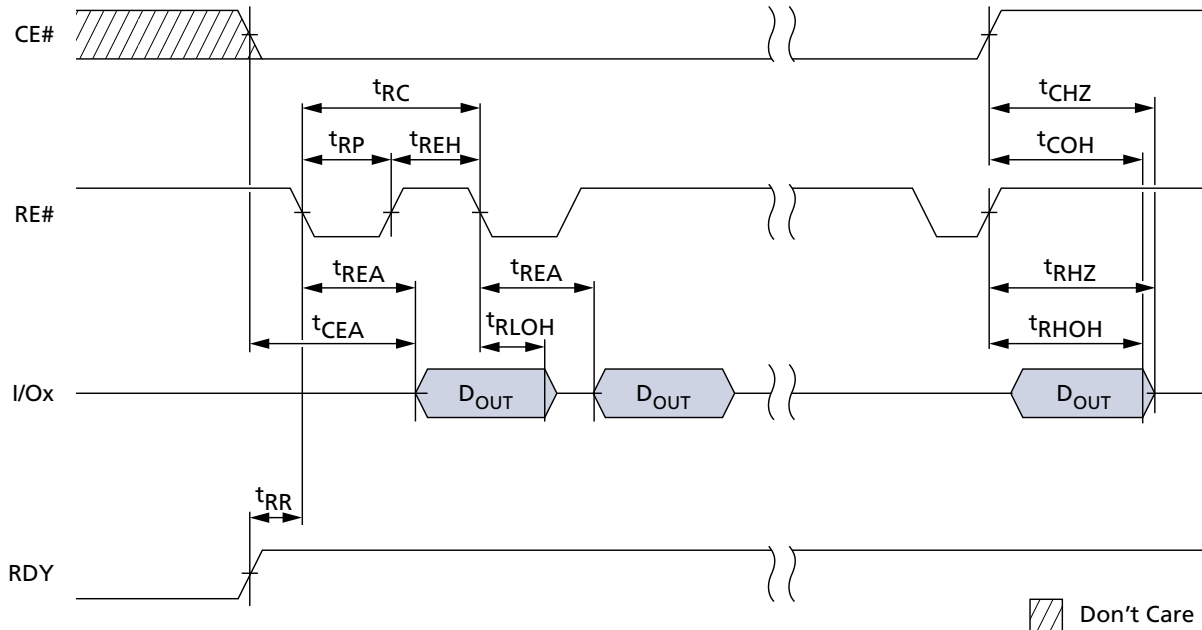 CE#
tRC
tCHZ
tRP
tREH
tCOH
RE#
tREA
tREA
tRHZ
tCEA
tRLOH
tRHOH
I/Ox
DOUT
DOUT
DOUT
tRR
RDY
Don't Care